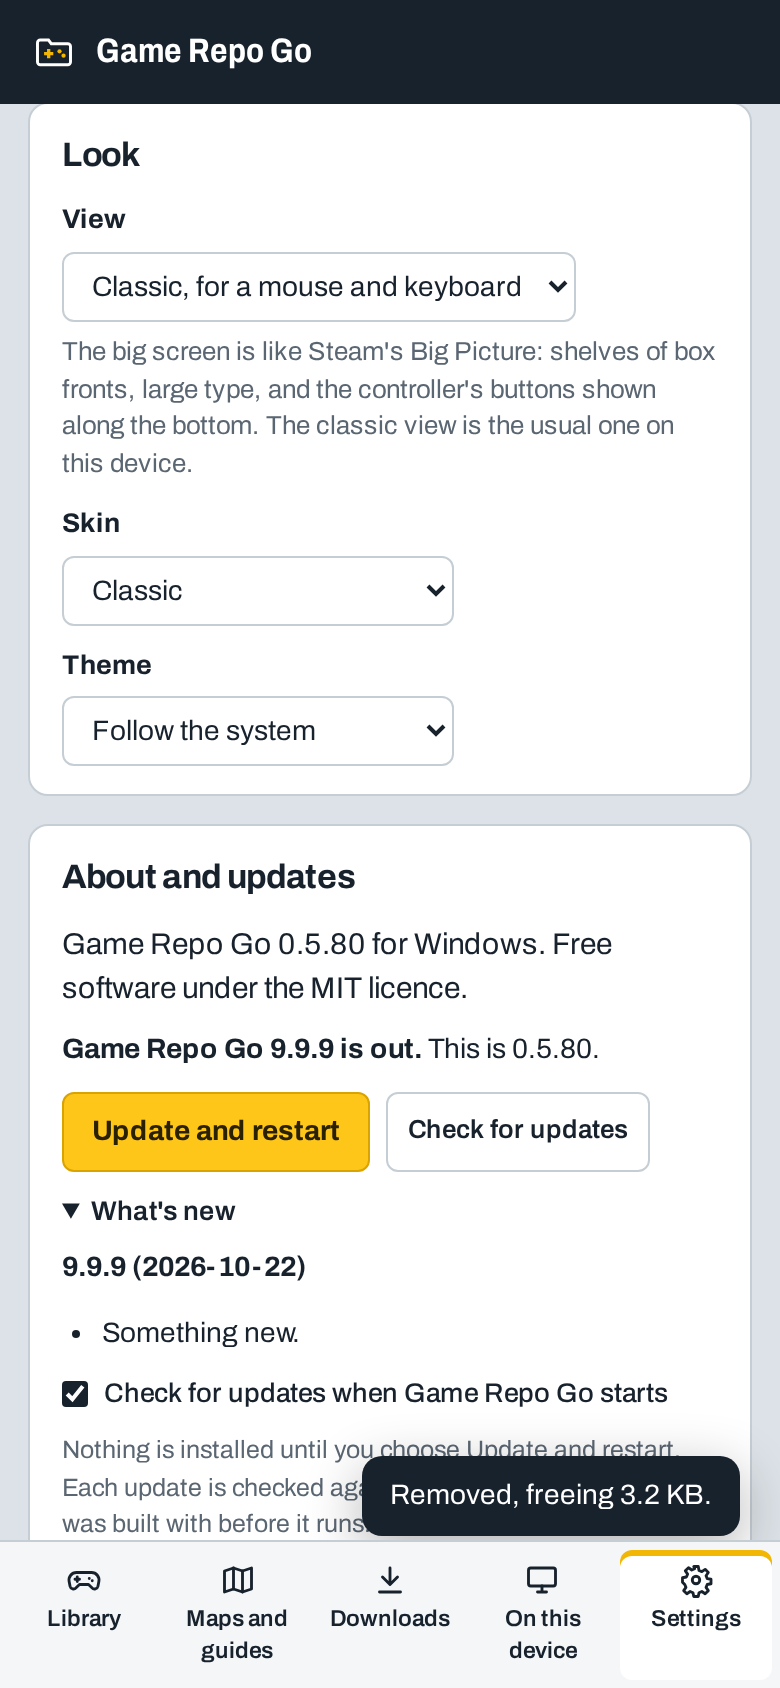 Game Repo Go
Look
View
Classic, for a mouse and keyboard
The big screen is like Steam's Big Picture: shelves of box
fronts, large type, and the controller's buttons shown
along the bottom. The classic view is the usual one on
this device.
Skin
Classic
Theme
Follow the system
About and updates
Game Repo Go 0.5.80 for Windows. Free
software under the MIT licence.
Game Repo Go 9.9.9 is out. This is 0.5.80.
Update and restart
Check for updates
What's new
9.9.9 (2026-10-22)
• Something new.
Check for updates when Game Repo Go starts
Nothing is installed until you choose Update and restart.
Each update is checked aga
was built with before it runs.
Removed, freeing 3.2 KB.
Library
Maps and
guides
Downloads
On this
device
Settings